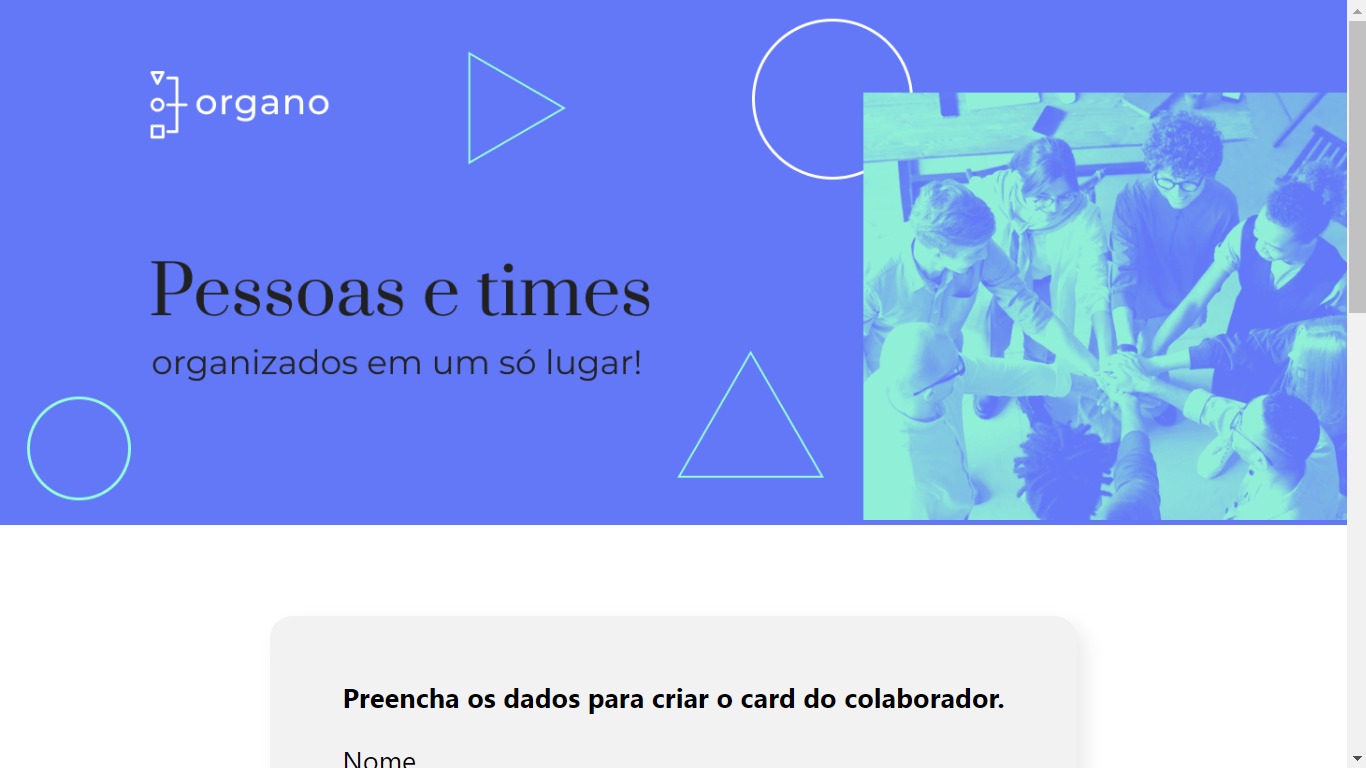 organo
Pessoas e times
organizados em um só lugar!
Preencha os dados para criar o card do colaborador.
Nome